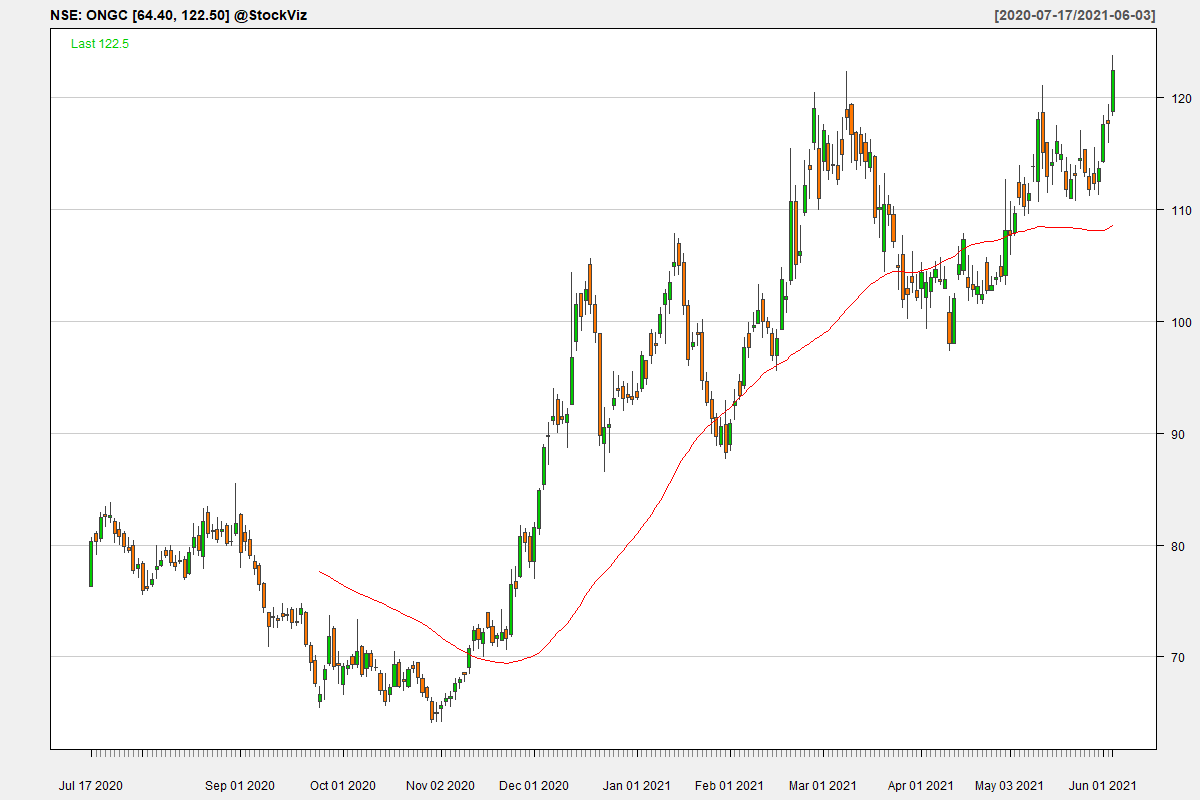 NSE: ONGC [64.40, 122.50] @StockViz [2020-07-17/2021-06-03]
Last 122.5
120
110
100
90
80
70
Jul 17 2020 Sep 01 2020 Oct 01 2020 Nov 02 2020 Dec 01 2020 Jan 01 2021 Feb 01 2021 Mar 01 2021 Apr 01 2021 May 03 2021 Jun 01 2021